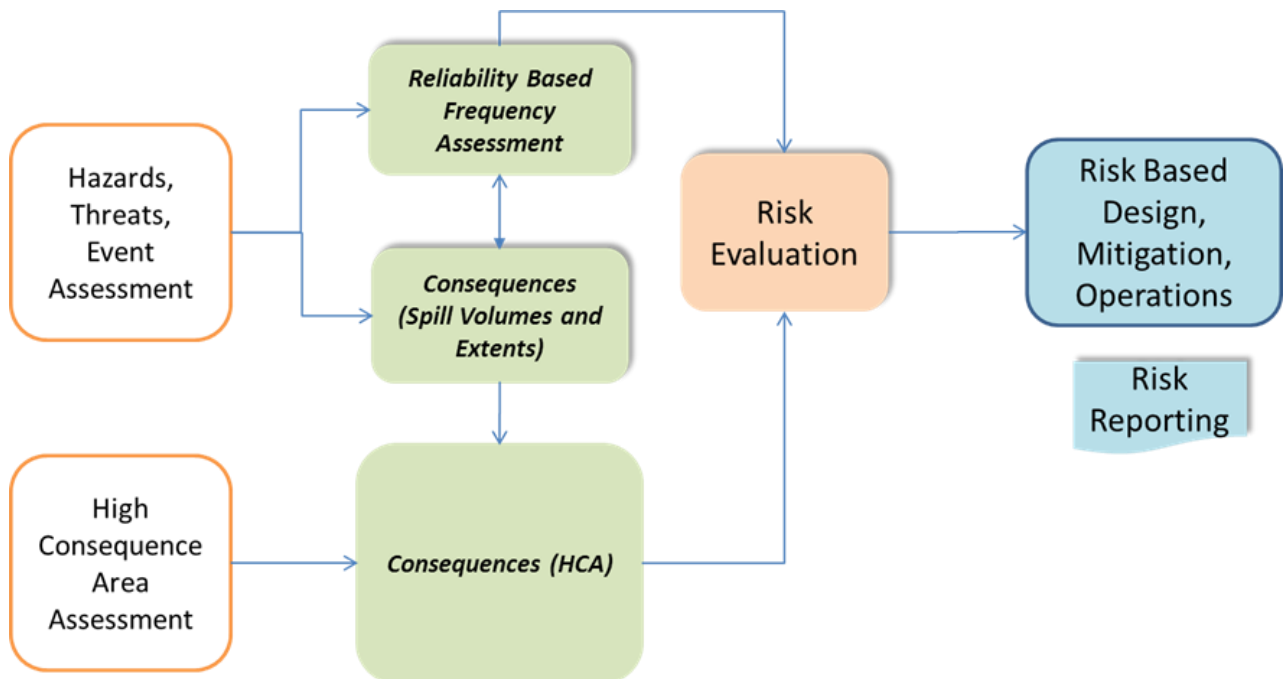 Hazards,
Threats,
Event
Assessment
Reliability Based
Frequency
Assessment
Consequences
(Spill Volumes and
Extents)
High
Consequence
Area
Assessment
Consequences (HCA)
Risk
Evaluation
Risk Based
Design,
Mitigation,
Operations
Risk
Reporting